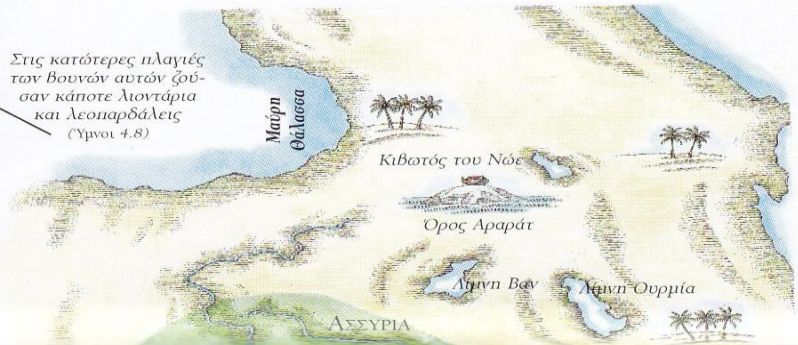 Στις κατώτερες πλαγιές
των βουνών αυτών ζού-
σαν κάποτε λιοντάρια
και λεοπαρδάλεις
(Ύμνοι 4.8)
Μαύρη
Θάλασσα
Κιβωτός του Νώε
Όρος Αραράτ
Λίμνη Βαν
Λίμνη Ουρμία
ΑΣΣΥΡΙΑ